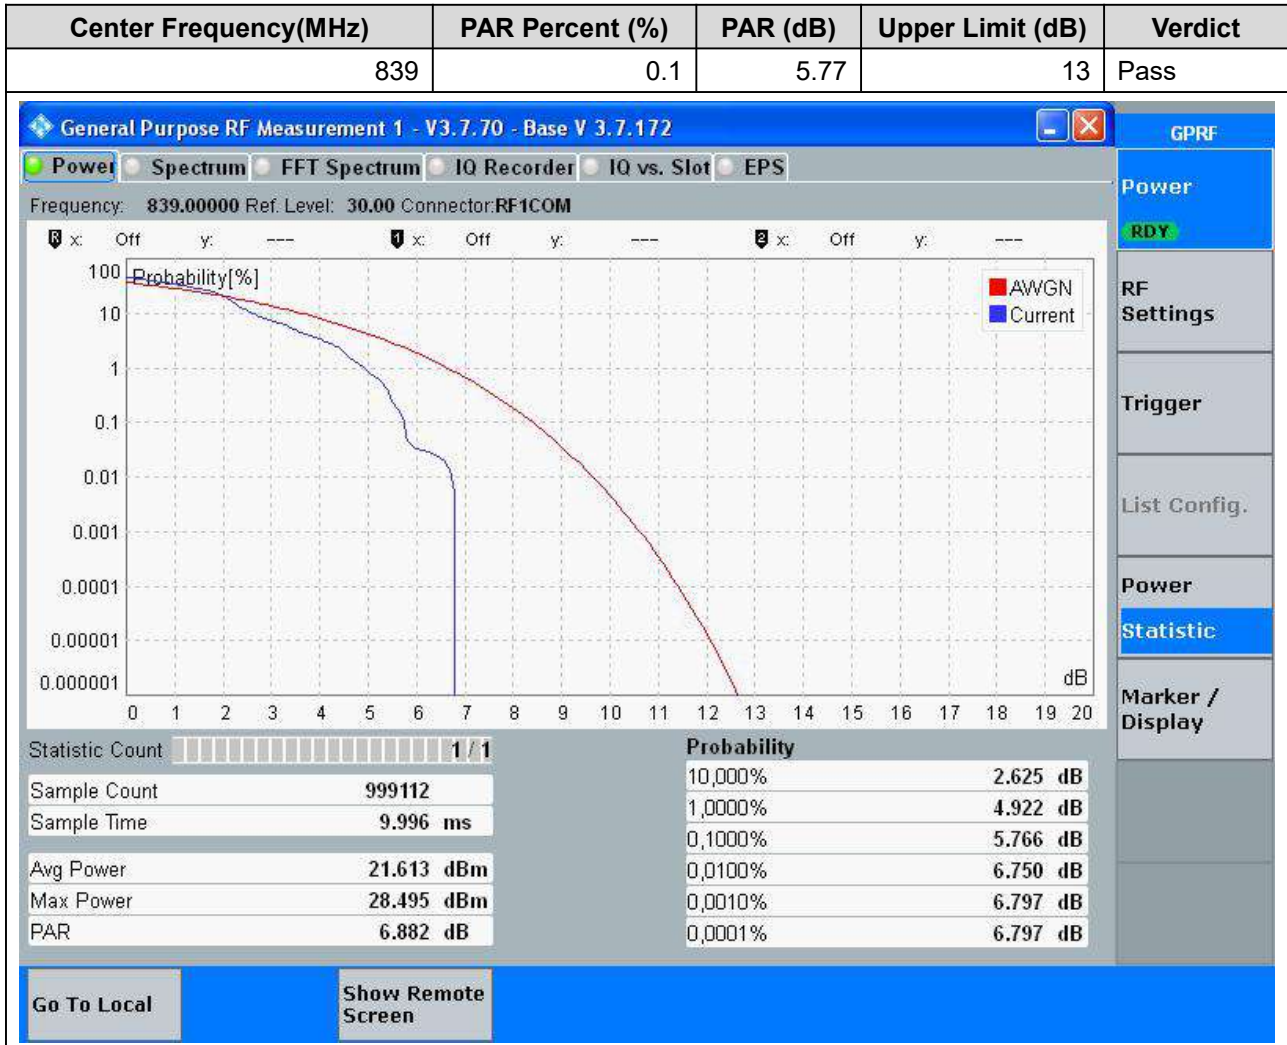 Center Frequency(MHz) PAR Percent (%) PAR (dB) Upper Limit (dB) Verdict
839 0.1 5.77 13 Pass
General Purpose RF Measurement 1 - V3.7.70 - Base V 3.7.172
GPRF
Power Spectrum FFT Spectrum IQ Recorder IQ vs. Slot EPS
Power
RDY
Frequency: 839.00000 Ref. Level: 30.00 Connector:RF1COM
R x: Off y: --- 1 x: Off y: --- 2 x: Off y: ---
Probability[%]
AWGN
Current
100
10
1
0.1
0.01
0.001
0.0001
0.00001
0.000001
dB
0 1 2 3 4 5 6 7 8 9 10 11 12 13 14 15 16 17 18 19 20
RF
Settings
Trigger
List Config.
Power
Statistic
Marker /
Display
Statistic Count 1 / 1
Sample Count 999112
Sample Time 9.996 ms
Avg Power 21.613 dBm
Max Power 28.495 dBm
PAR 6.882 dB
Probability
10,000% 2.625 dB
1,0000% 4.922 dB
0,1000% 5.766 dB
0,0100% 6.750 dB
0,0010% 6.797 dB
0,0001% 6.797 dB
Go To Local
Show Remote
Screen